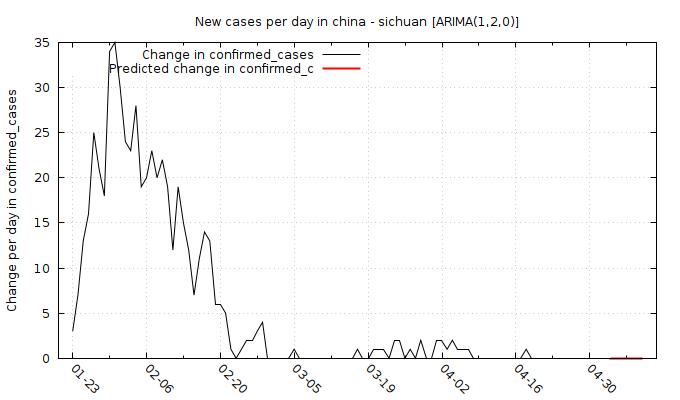 New cases per day in china - sichuan [ARIMA(1,2,0)]
Change in confirmed_cases
Predicted change in confirmed_c
Change per day in confirmed_cases
35
30
25
20
15
10
5
0
01-23 02-06 02-20 03-05 03-19 04-02 04-16 04-30